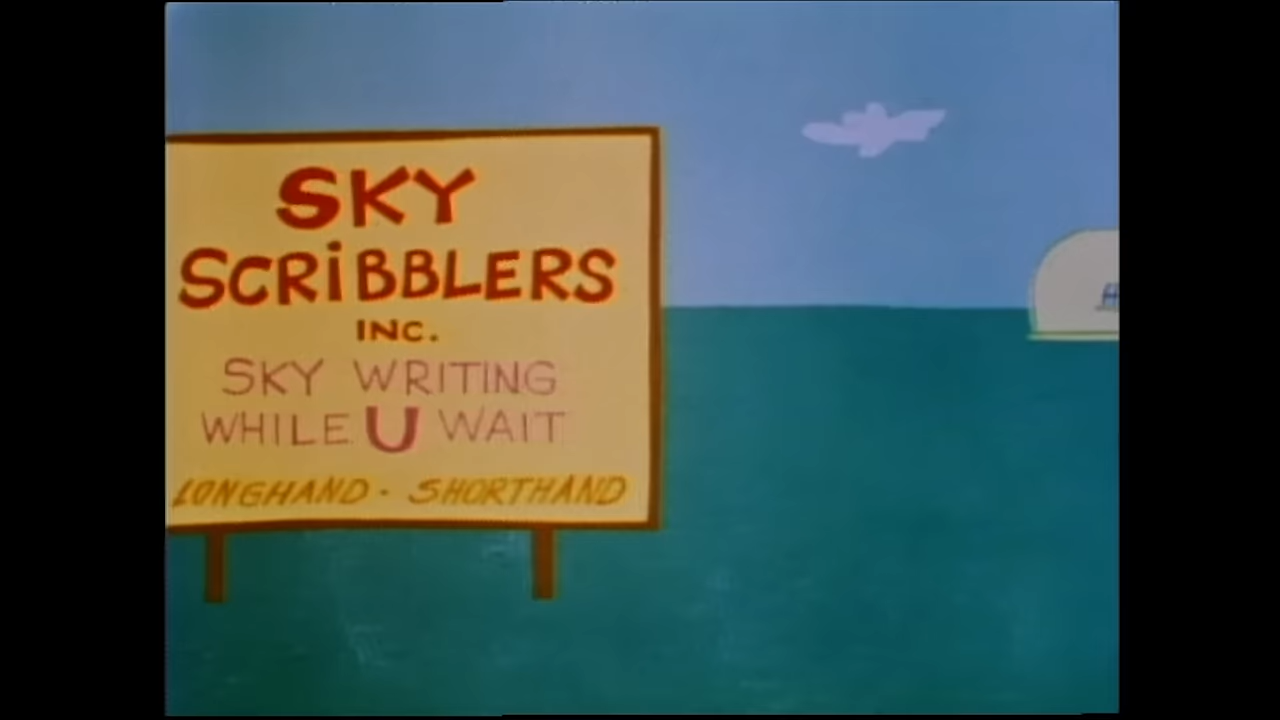 SKY
SCRiBBLERS
INC.
SKY WRITING
WHILE U WAIT
LONGHAND - SHORTHAND